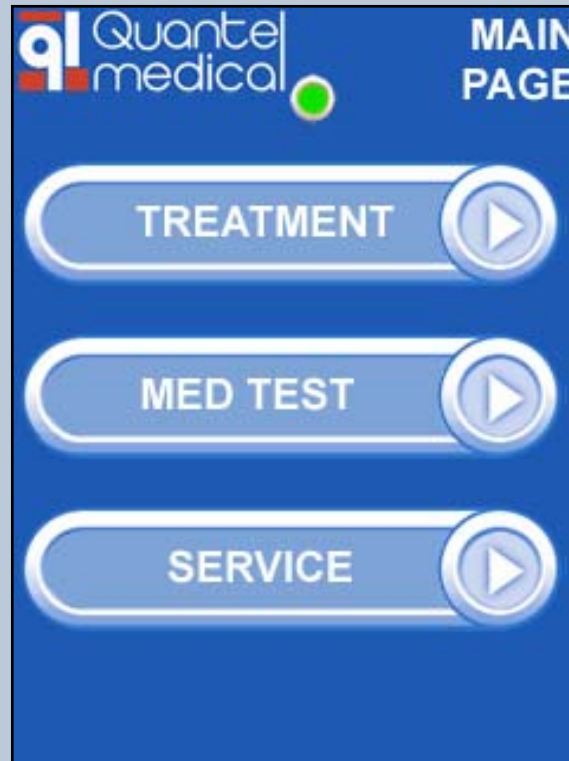 Quantel
medical
MAIN
PAGE
TREATMENT
MED TEST
SERVICE